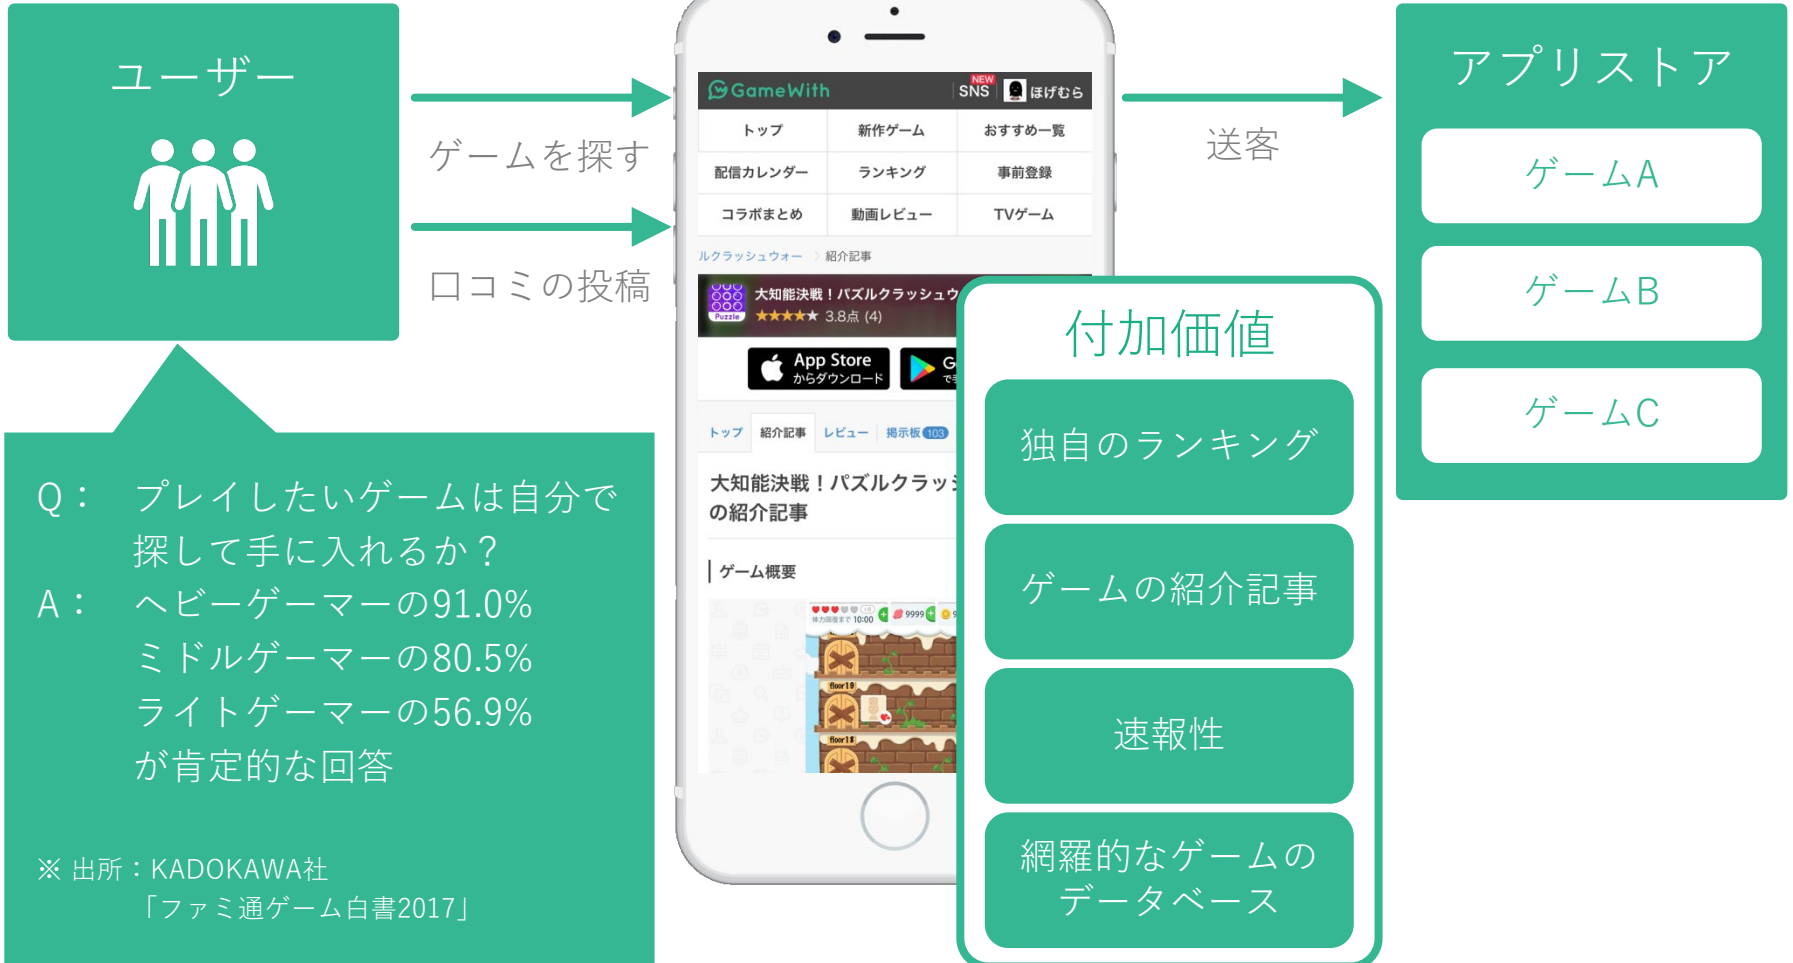 ユーザー
ゲームを探す
口コミの投稿
Q： プレイしたいゲームは自分で
探して手に入れるか？
A： ヘビーゲーマーの91.0%
ミドルゲーマーの80.5%
ライトゲーマーの56.9%
が肯定的な回答
※ 出所：KADOKAWA社
「ファミ通ゲーム白書2017」
GameWith
NEW
SNS
ほげむら
トップ 新作ゲーム おすすめ一覧
配信カレンダー ランキング 事前登録
コラボまとめ 動画レビュー TVゲーム
ルクラッシュウォー 紹介記事
大知能決戦！パズルクラッシュウ
Puzzle
★★★★★ 3.8点 (4)
App Store
からダウンロード
G
トップ 紹介記事 レビュー 掲示板 103
大知能決戦！パズルクラッシ
の紹介記事
ゲーム概要
体力回復まで 10:00
9999
floor19
floor18
付加価値
独自のランキング
ゲームの紹介記事
速報性
網羅的なゲームの
データベース
送客
アプリストア
ゲームA
ゲームB
ゲームC